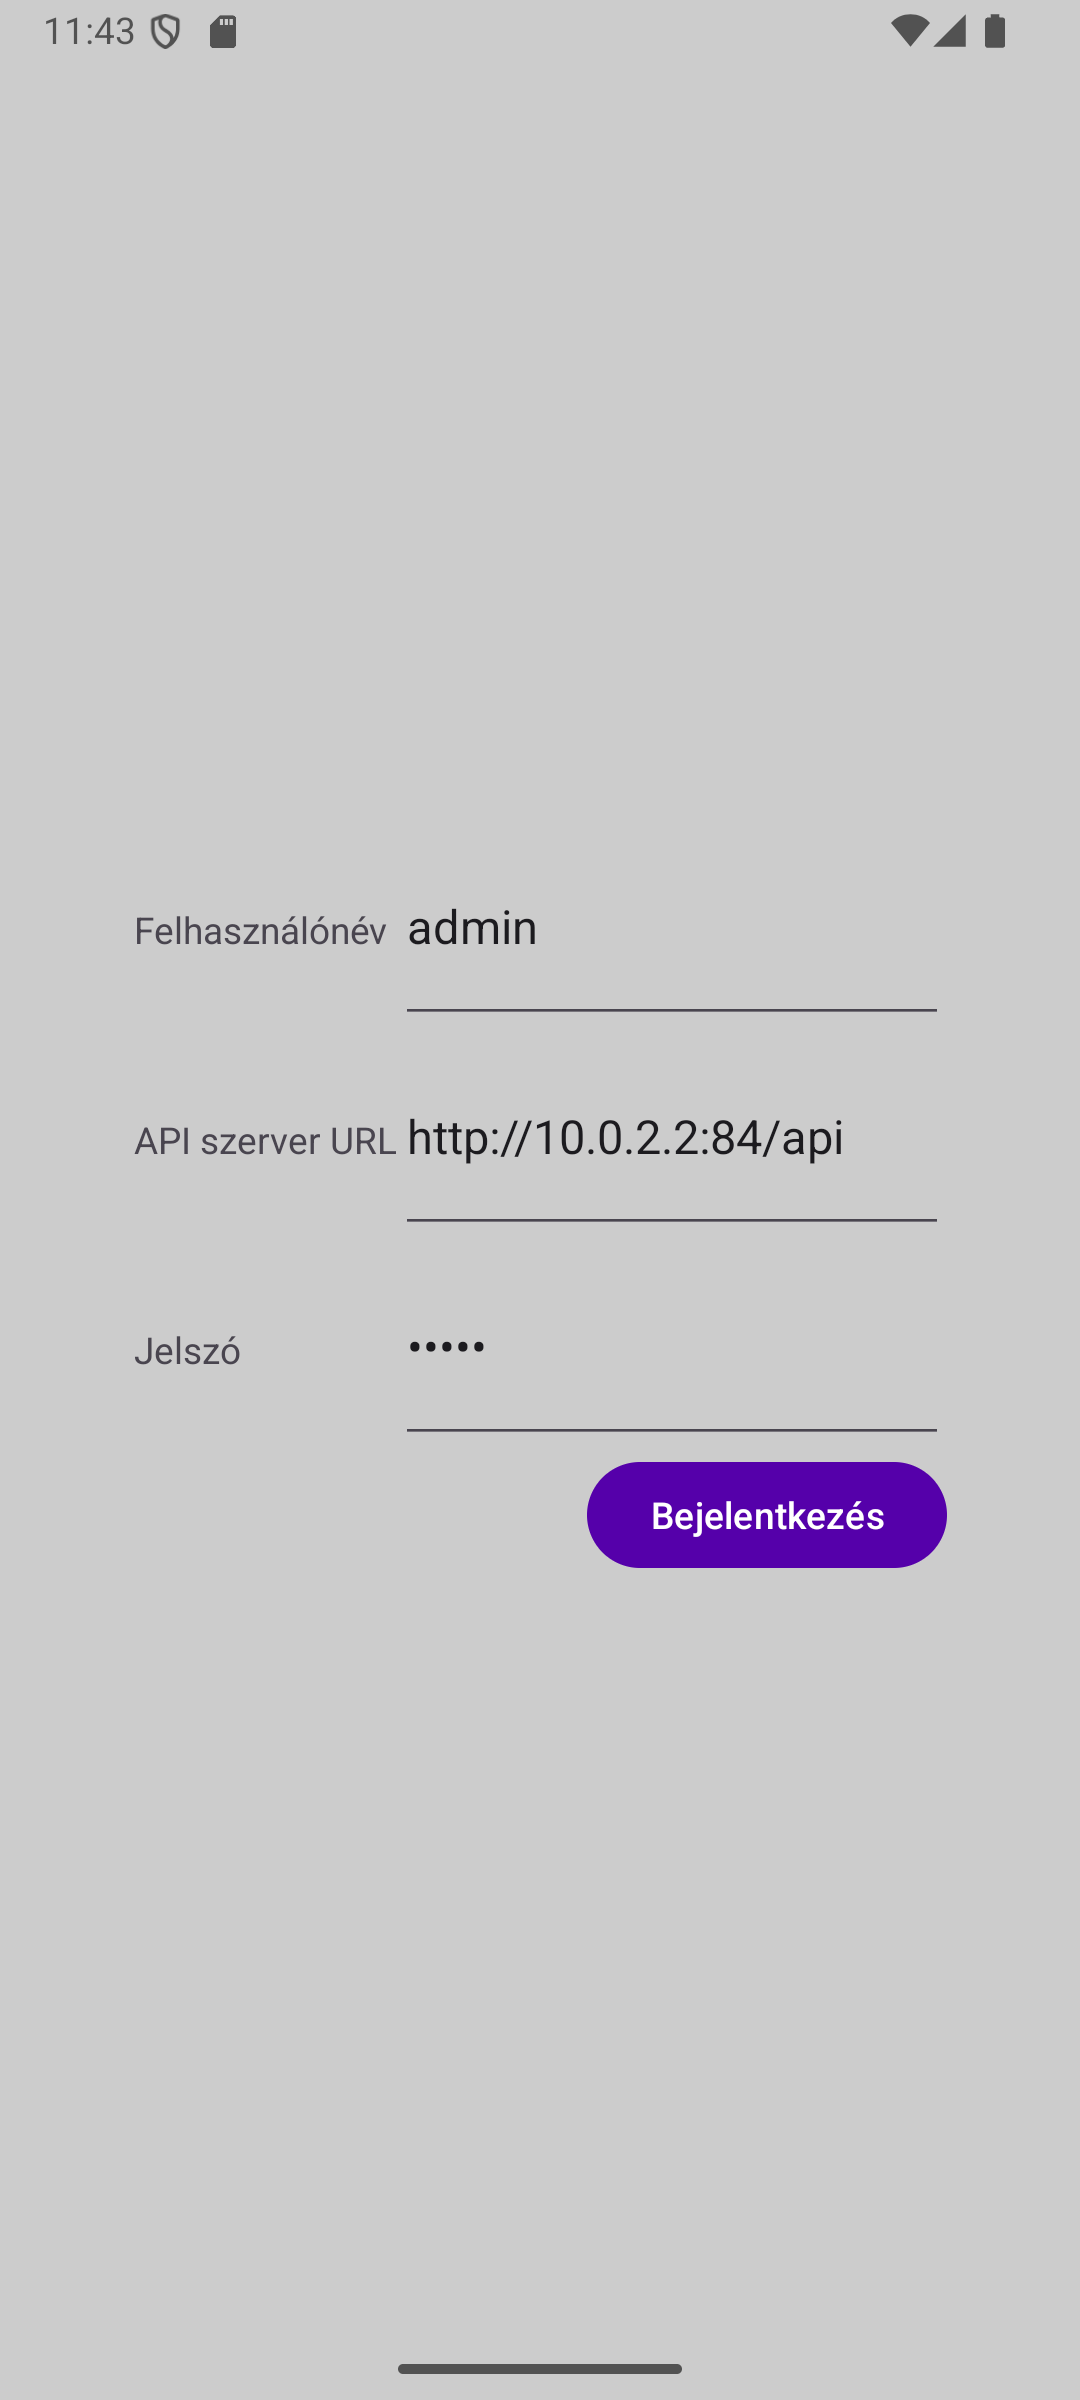 11:43
Felhasználónév admin
API szerver URL http://10.0.2.2:84/api
Jelszó •••••
Bejelentkezés